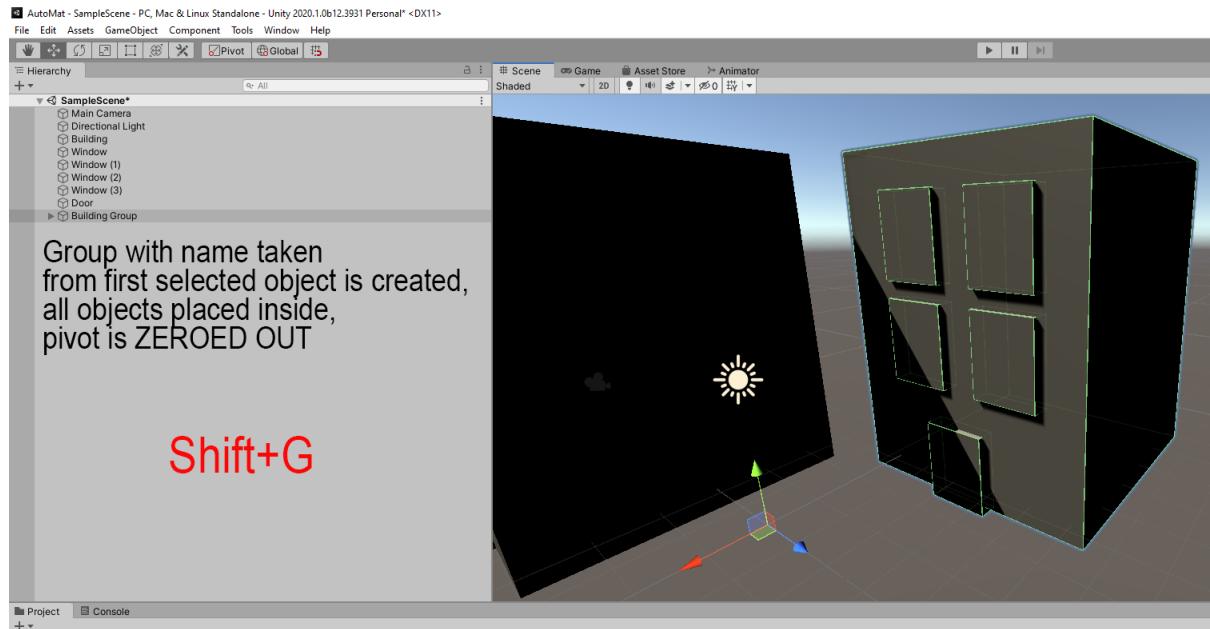 AutoMat - SampleScene - PC, Mac & Linux Standalone - Unity 2020.1.0b12.3931 Personal* <DX11>
File Edit Assets GameObject Component Tools Window Help
Pivot Global
Hierarchy
All
SampleScene*
Main Camera
Directional Light
Building
Window
Window (1)
Window (2)
Window (3)
Door
Building Group
Group with name taken
from first selected object is created,
all objects placed inside,
pivot is ZEROED OUT
Shift+G
Scene Game Asset Store Animator
Shaded 2D 0
Project Console